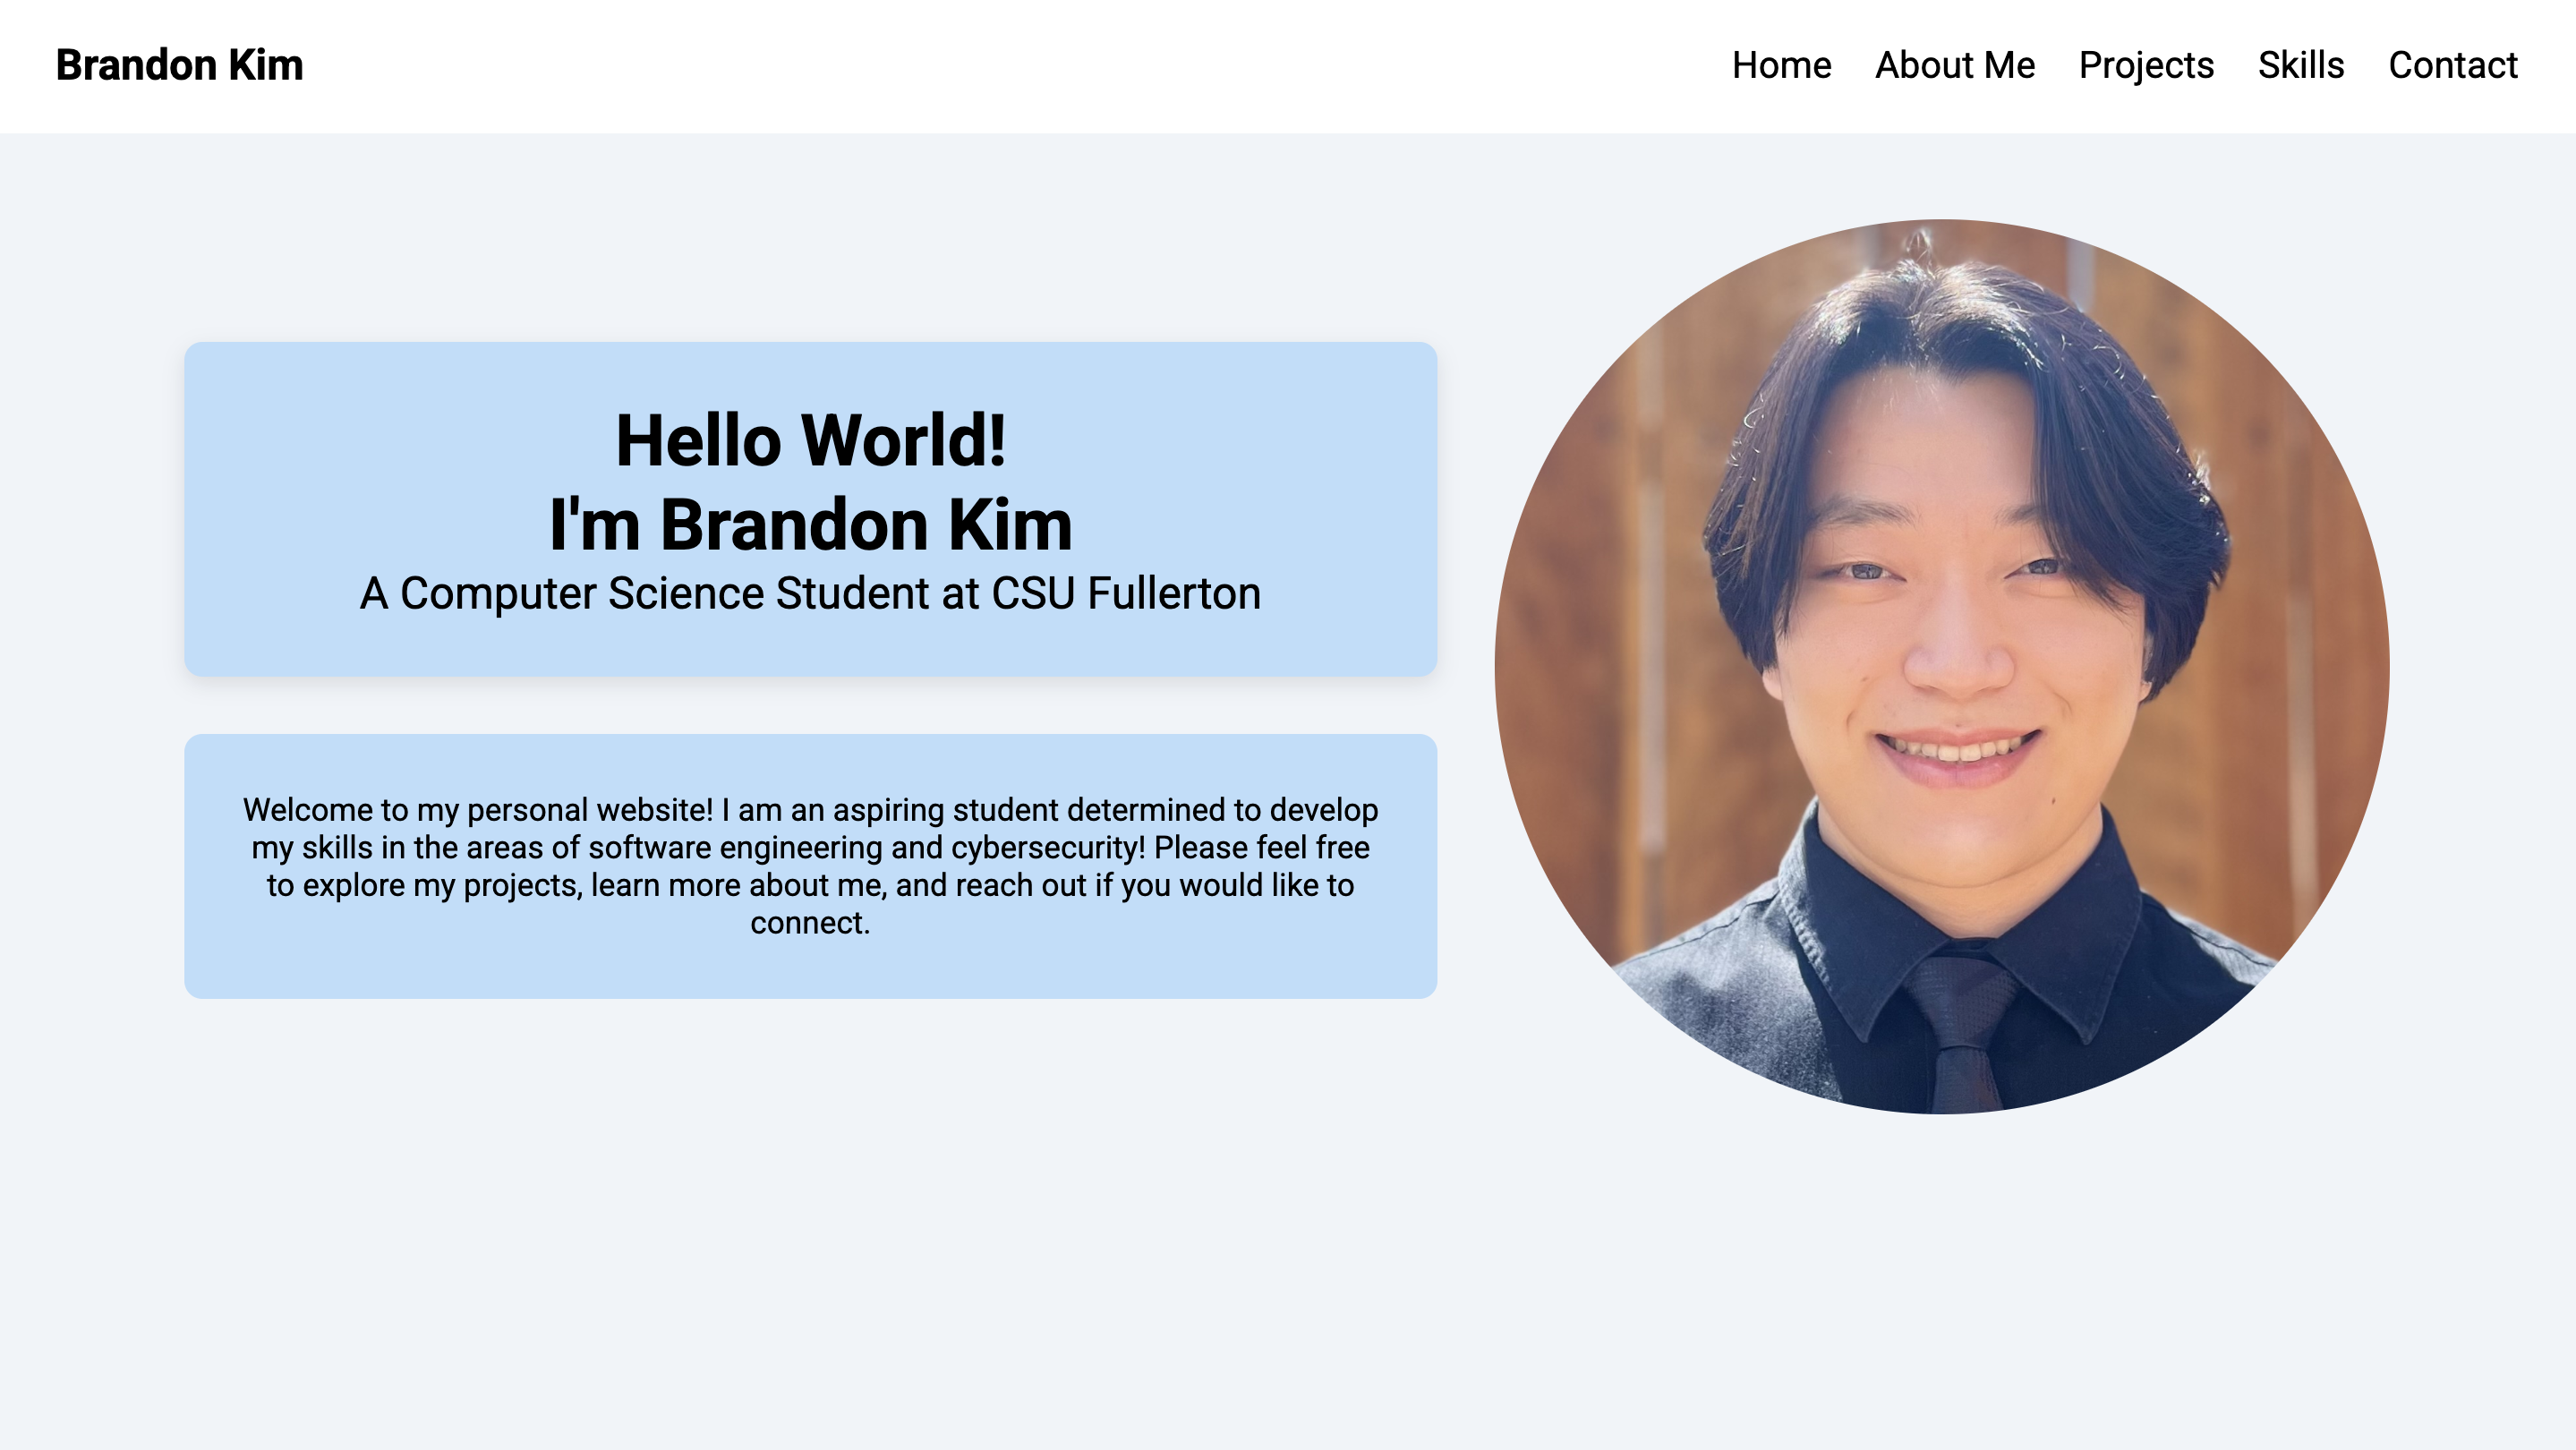 Brandon Kim
Home About Me Projects Skills Contact
Hello World!
I'm Brandon Kim
A Computer Science Student at CSU Fullerton
Welcome to my personal website! I am an aspiring student determined to develop
my skills in the areas of software engineering and cybersecurity! Please feel free
to explore my projects, learn more about me, and reach out if you would like to
connect.